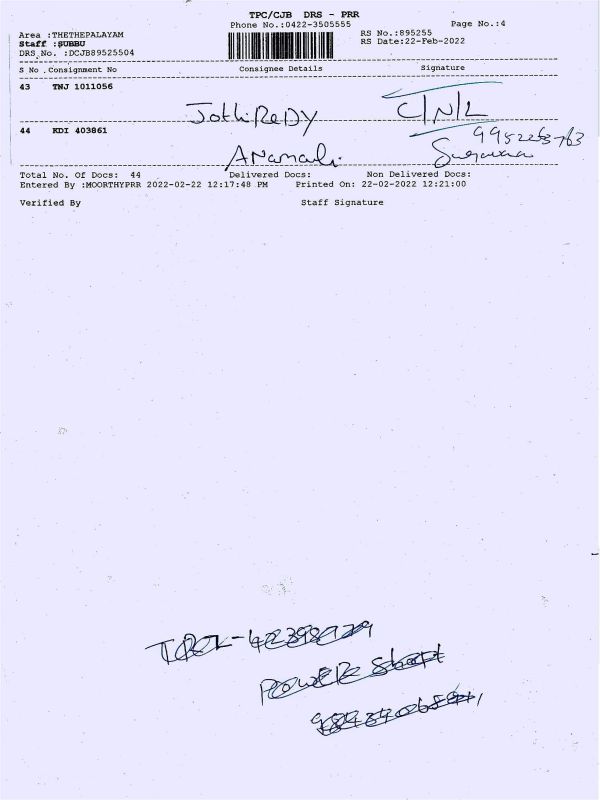 TPC/CJB DRS - PRR
Phone No.:0422-3505555 Page No.:4
Area :THETHEPALAYAM RS No.:895255
Staff :SUBBU RS Date:22-Feb-2022
DRS No. :DCJB89525504
S No Consignment No Consignee Details Signature
43 TNJ 1011056
JothiReDy C/N/L
44 KDI 403861
Total No. Of Docs: 44 Delivered Docs: Non Delivered Docs:
Entered By :MOORTHYPRR 2022-02-22 12:17:48 PM Printed On: 22-02-2022 12:21:00
Verified By Staff Signature
POWER